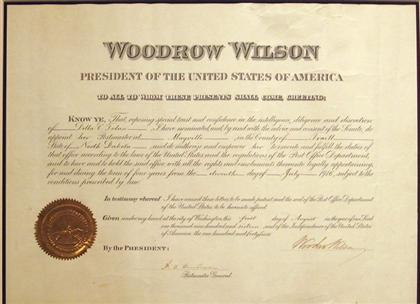 WOODROW WILSON
PRESIDENT OF THE UNITED STATES OF AMERICA
TO ALL TO WHOM THESE PRESENTS SHALL COME, GREETING:
KNOW YE, That, reposing special trust and confidence in the intelligence, diligence and discretion
of Della E. I have nominated, and, by and with the advice and consent of the Senate, do
appoint her Postmaster at Mayville in the County of Traill
State of North Dakota and do authorize and empower her to execute and fulfill the duties of
that office according to the laws of the United States and the regulations of the Post Office Department,
and to have and to hold the said office with all the rights and emoluments thereunto legally appertaining,
for and during the term of four years from the eleventh day of July 1916, subject to the
conditions prescribed by law.
In testimony whereof I have caused these letters to be made patent and the seal of the Post Office Department
of the United States to be hereunto affixed.
Given under my hand at the city of Washington, the first day of August in the year of our Lord
one thousand nine hundred and sixteen and of the Independence of the United States
of America the one hundred and forty first.
Woodrow Wilson
By the PRESIDENT:
Postmaster General